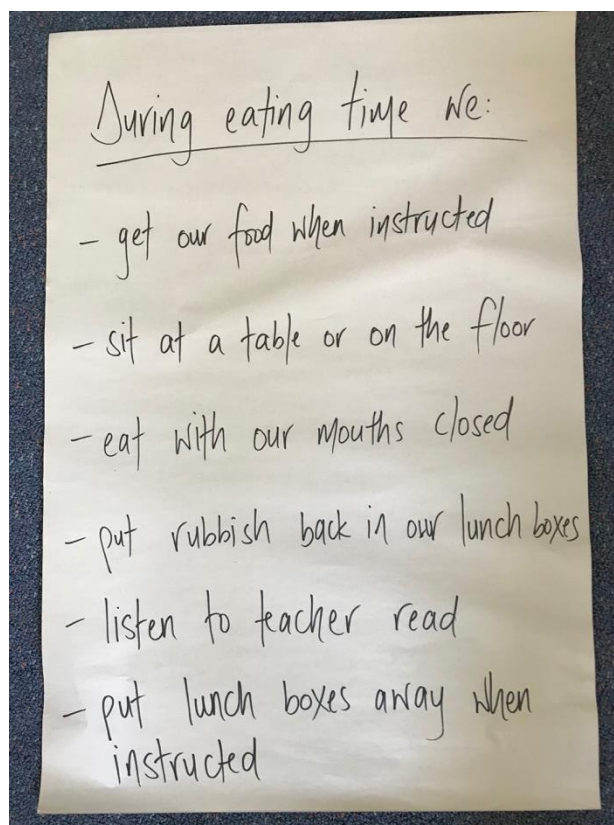 During eating time we:
- get our food when instructed
- sit at a table or on the floor
- eat with our mouths closed
- put rubbish back in our lunch boxes
- listen to teacher read
- put lunch boxes away when
instructed